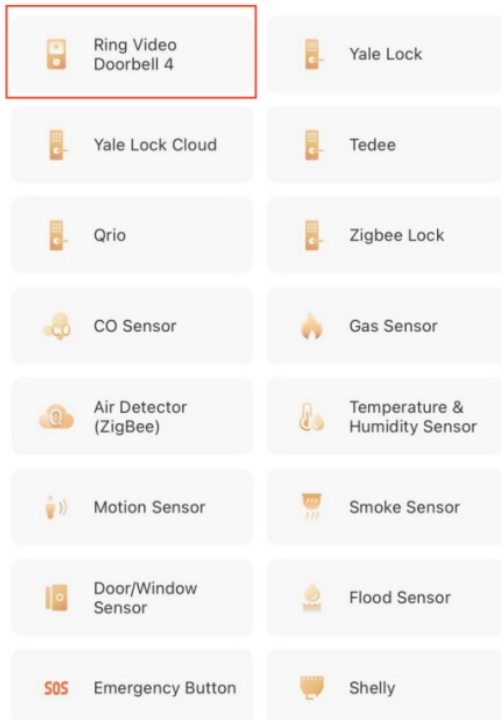 Ring Video
Doorbell 4
Yale Lock
Yale Lock Cloud
Tedee
Qrio
Zigbee Lock
CO
CO Sensor
Gas Sensor
Air Detector
(ZigBee)
Temperature &
Humidity Sensor
Motion Sensor
Smoke Sensor
Door/Window
Sensor
Flood Sensor
SOS
Emergency Button
Shelly